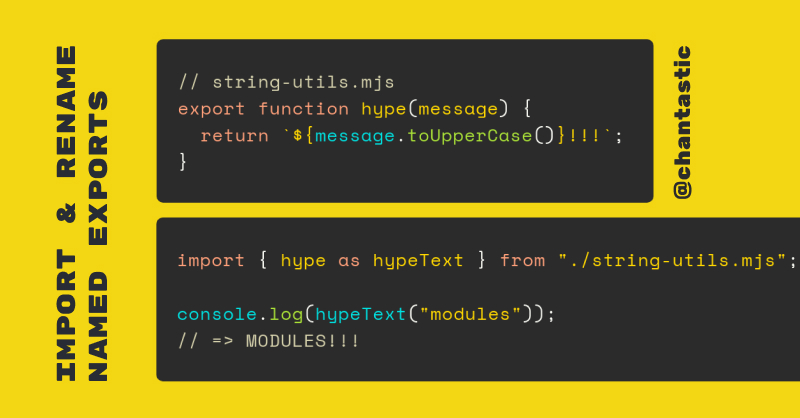 IMPORT & RENAME
NAMED EXPORTS
// string-utils.mjs
export function hype(message) {
  return `${message.toUpperCase()}!!!`;
}
@chantastic
import { hype as hypeText } from "./string-utils.mjs";
console.log(hypeText("modules"));
// => MODULES!!!